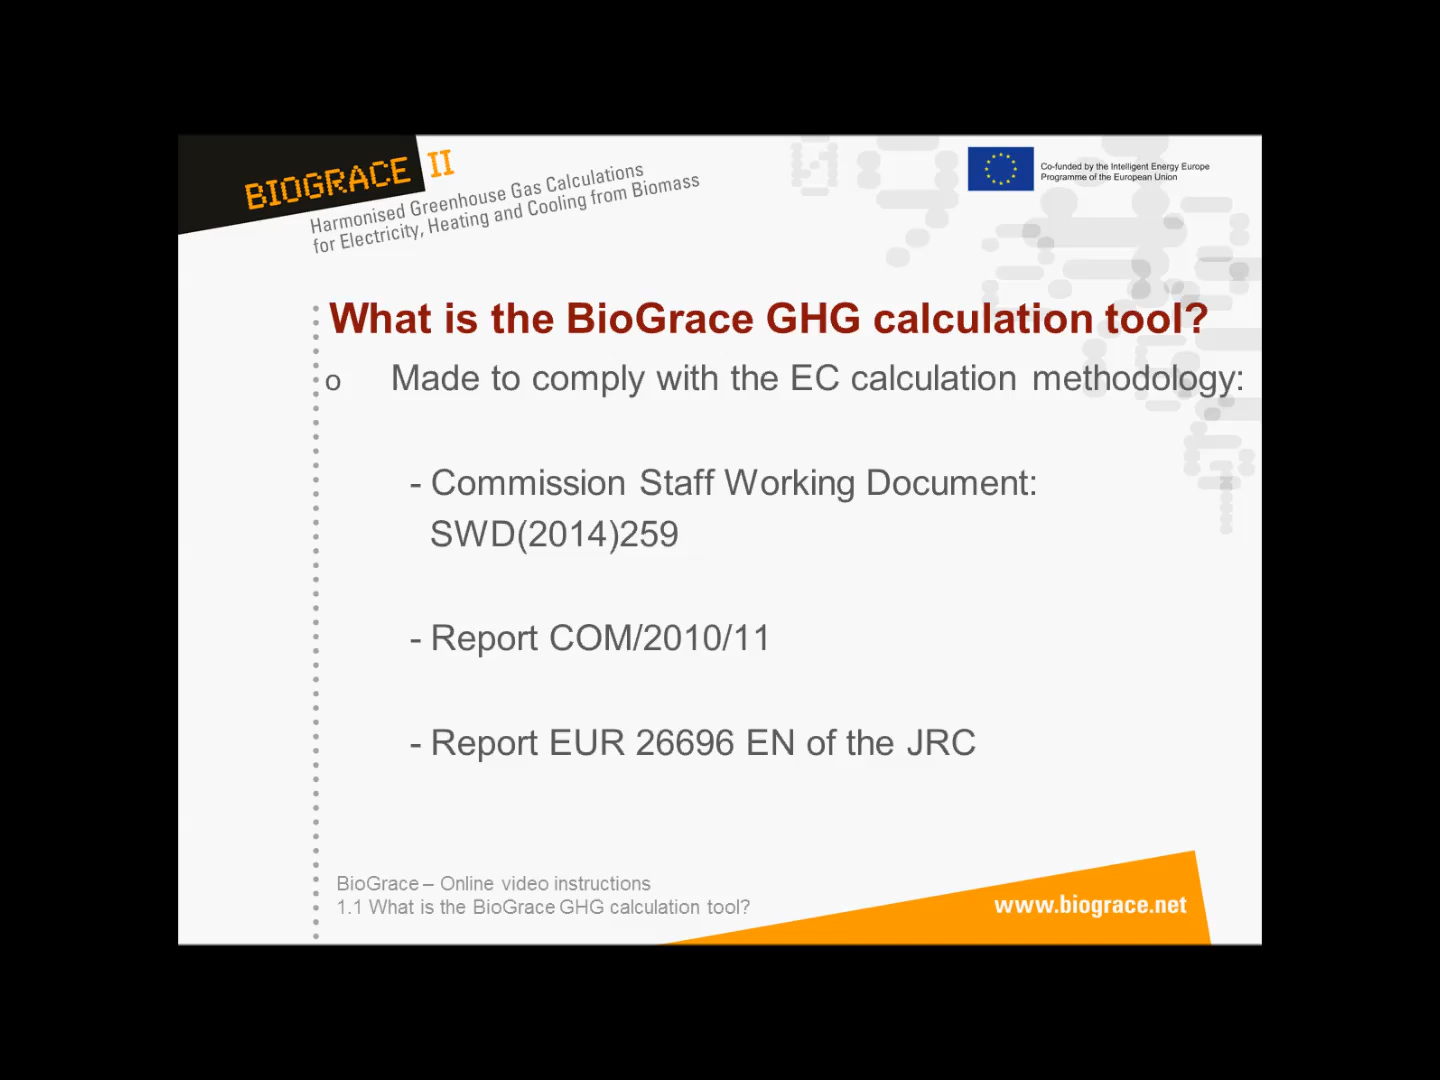 BIOGRACE II
Harmonised Greenhouse Gas Calculations
for Electricity, Heating and Cooling from Biomass
Co-funded by the Intelligent Energy Europe
Programme of the European Union
What is the BioGrace GHG calculation tool?
o Made to comply with the EC calculation methodology:
- Commission Staff Working Document:
SWD(2014)259
- Report COM/2010/11
- Report EUR 26696 EN of the JRC
BioGrace – Online video instructions
1.1 What is the BioGrace GHG calculation tool?
www.biograce.net